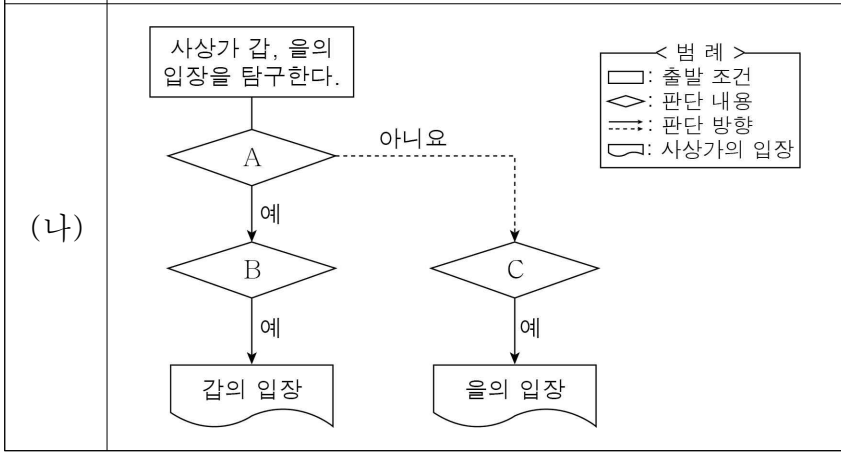 (나)
사상가 갑, 을의
입장을 탐구한다.
A
아니요
예
B
C
예
예
갑의 입장
을의 입장
< 범 례 >
: 출발 조건
: 판단 내용
: 판단 방향
: 사상가의 입장